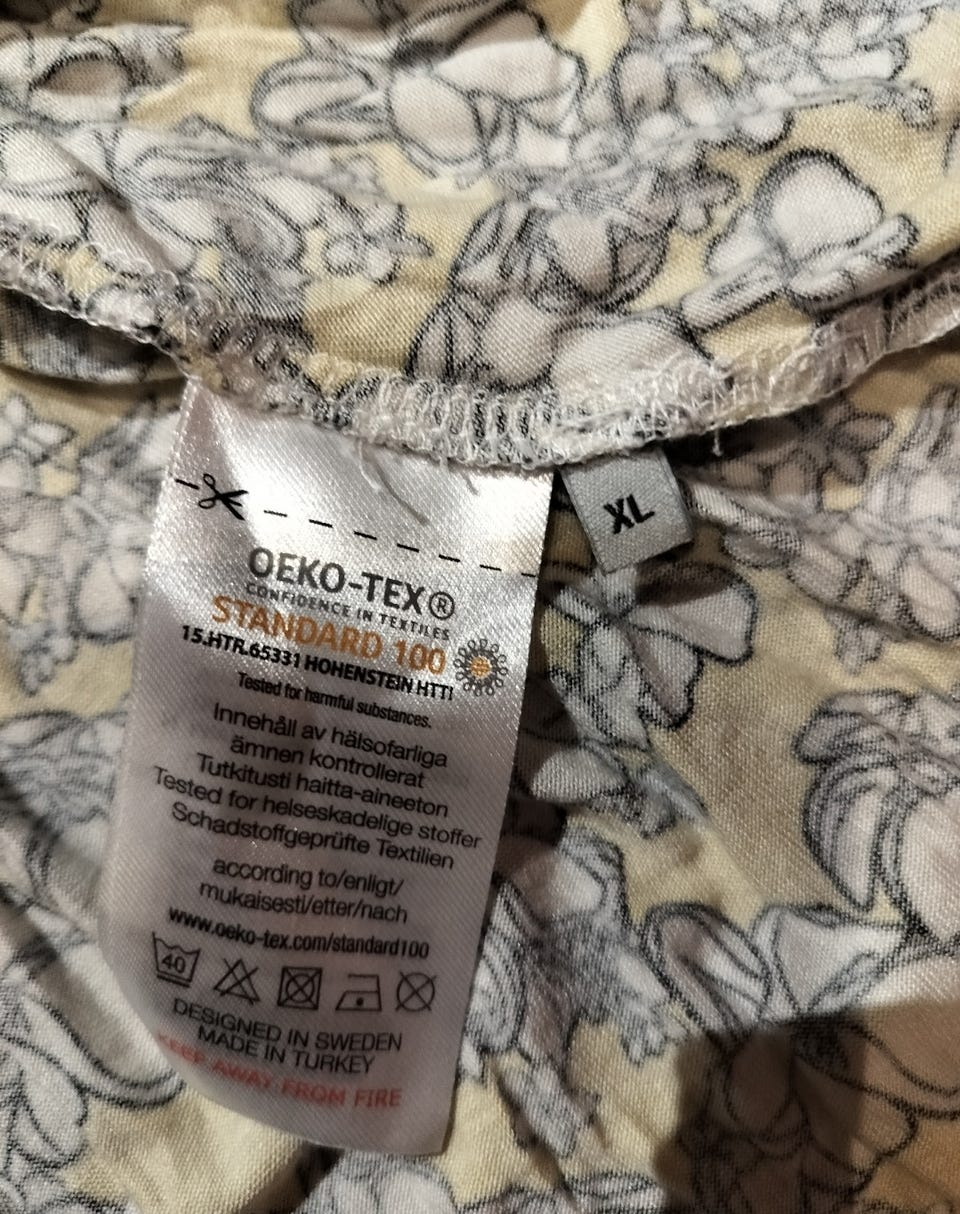 OEKO-TEX®
CONFIDENCE IN TEXTILES
STANDARD 100
15.HTR.65331 HOHENSTEIN HTTI
Tested for harmful substances.
Innehåll av hälsofarliga
ämnen kontrollerat
Tutkitusti haitta-aineeton
Tested for helseskadelige stoffer
Schadstoffgeprüfte Textilien
according to/enligt/
mukaisesti/etter/nach
www.oeko-tex.com/standard100
40
DESIGNED IN SWEDEN
MADE IN TURKEY
KEEP AWAY FROM FIRE
XL